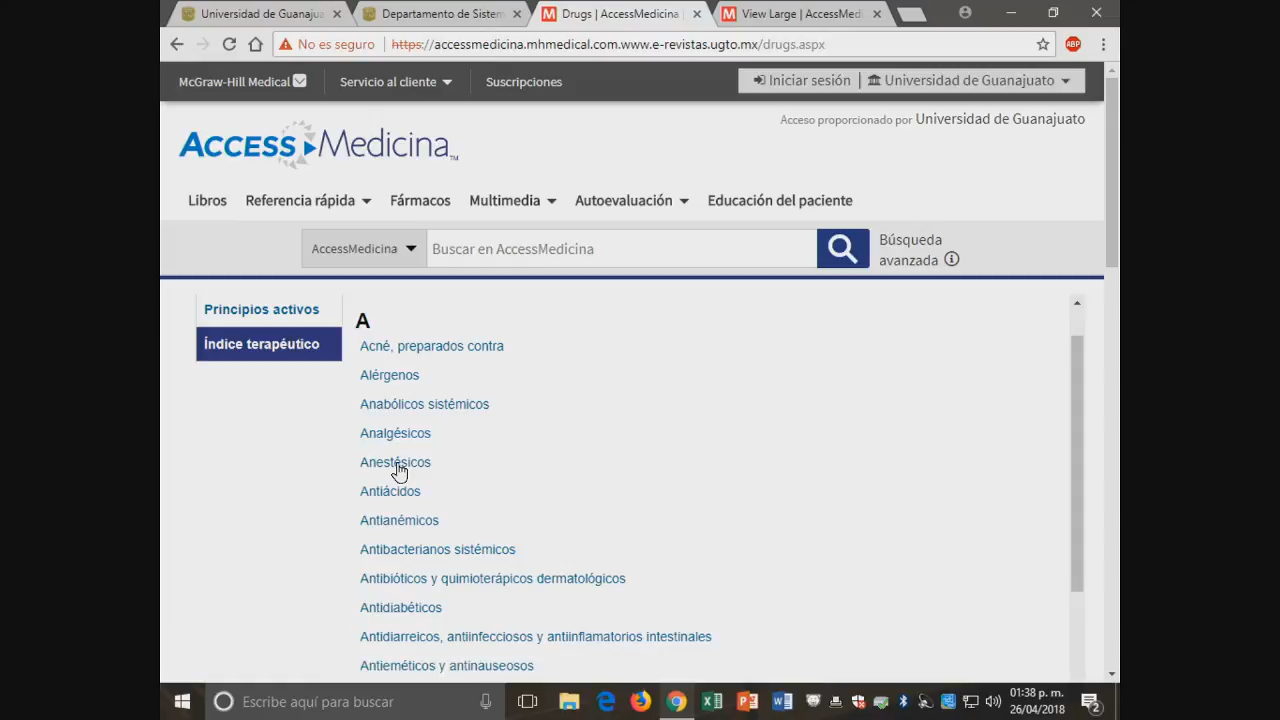 Universidad de Guanajua
Departamento de Sistem
Drugs | AccessMedicina |
View Large | AccessMedi
No es seguro
https://accessmedicina.mhmedical.com.www.e-revistas.ugto.mx/drugs.aspx
ABP
McGraw-Hill Medical
Servicio al cliente
Suscripciones
Iniciar sesión | Universidad de Guanajuato
Acceso proporcionado por Universidad de Guanajuato
ACCESS Medicina TM
Libros
Referencia rápida
Fármacos
Multimedia
Autoevaluación
Educación del paciente
AccessMedicina
Buscar en AccessMedicina
Búsqueda
avanzada
Principios activos
Índice terapéutico
A
Acné, preparados contra
Alérgenos
Anabólicos sistémicos
Analgésicos
Anestésicos
Antiácidos
Antianémicos
Antibacterianos sistémicos
Antibióticos y quimioterápicos dermatológicos
Antidiabéticos
Antidiarreicos, antiinfecciosos y antiinflamatorios intestinales
Antieméticos y antinauseosos
Escribe aquí para buscar
01:38 p. m.
26/04/2018
2